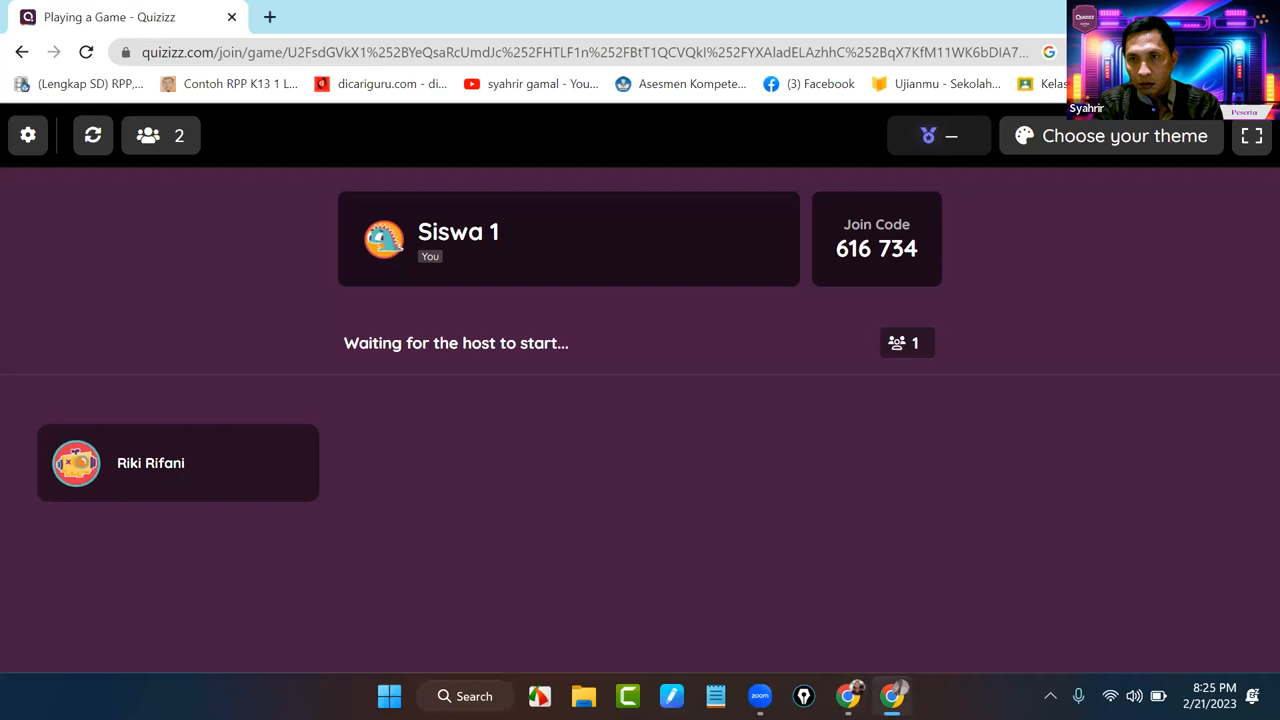 Playing a Game - Quizizz
quizizz.com/join/game/U2FsdGVkX1%252BYeQSaRcUmdJc%252FHTLF1n%252FBtT1QCVQkI%252FYXAladELAzhhC%252BqX7KfM11WK6bDIA7...
(Lengkap SD) RPP,...
Contoh RPP K13 1 L...
dicariguru.com - di...
syahrir gamal - You...
Asesmen Kompete...
(3) Facebook
Ujianmu - Sekolah...
Kelas
Quizizz
Syahrir
Peserta
2
—
Choose your theme
Siswa 1
You
Join Code
616 734
Waiting for the host to start...
1
Riki Rifani
Search
zoom
8:25 PM
2/21/2023